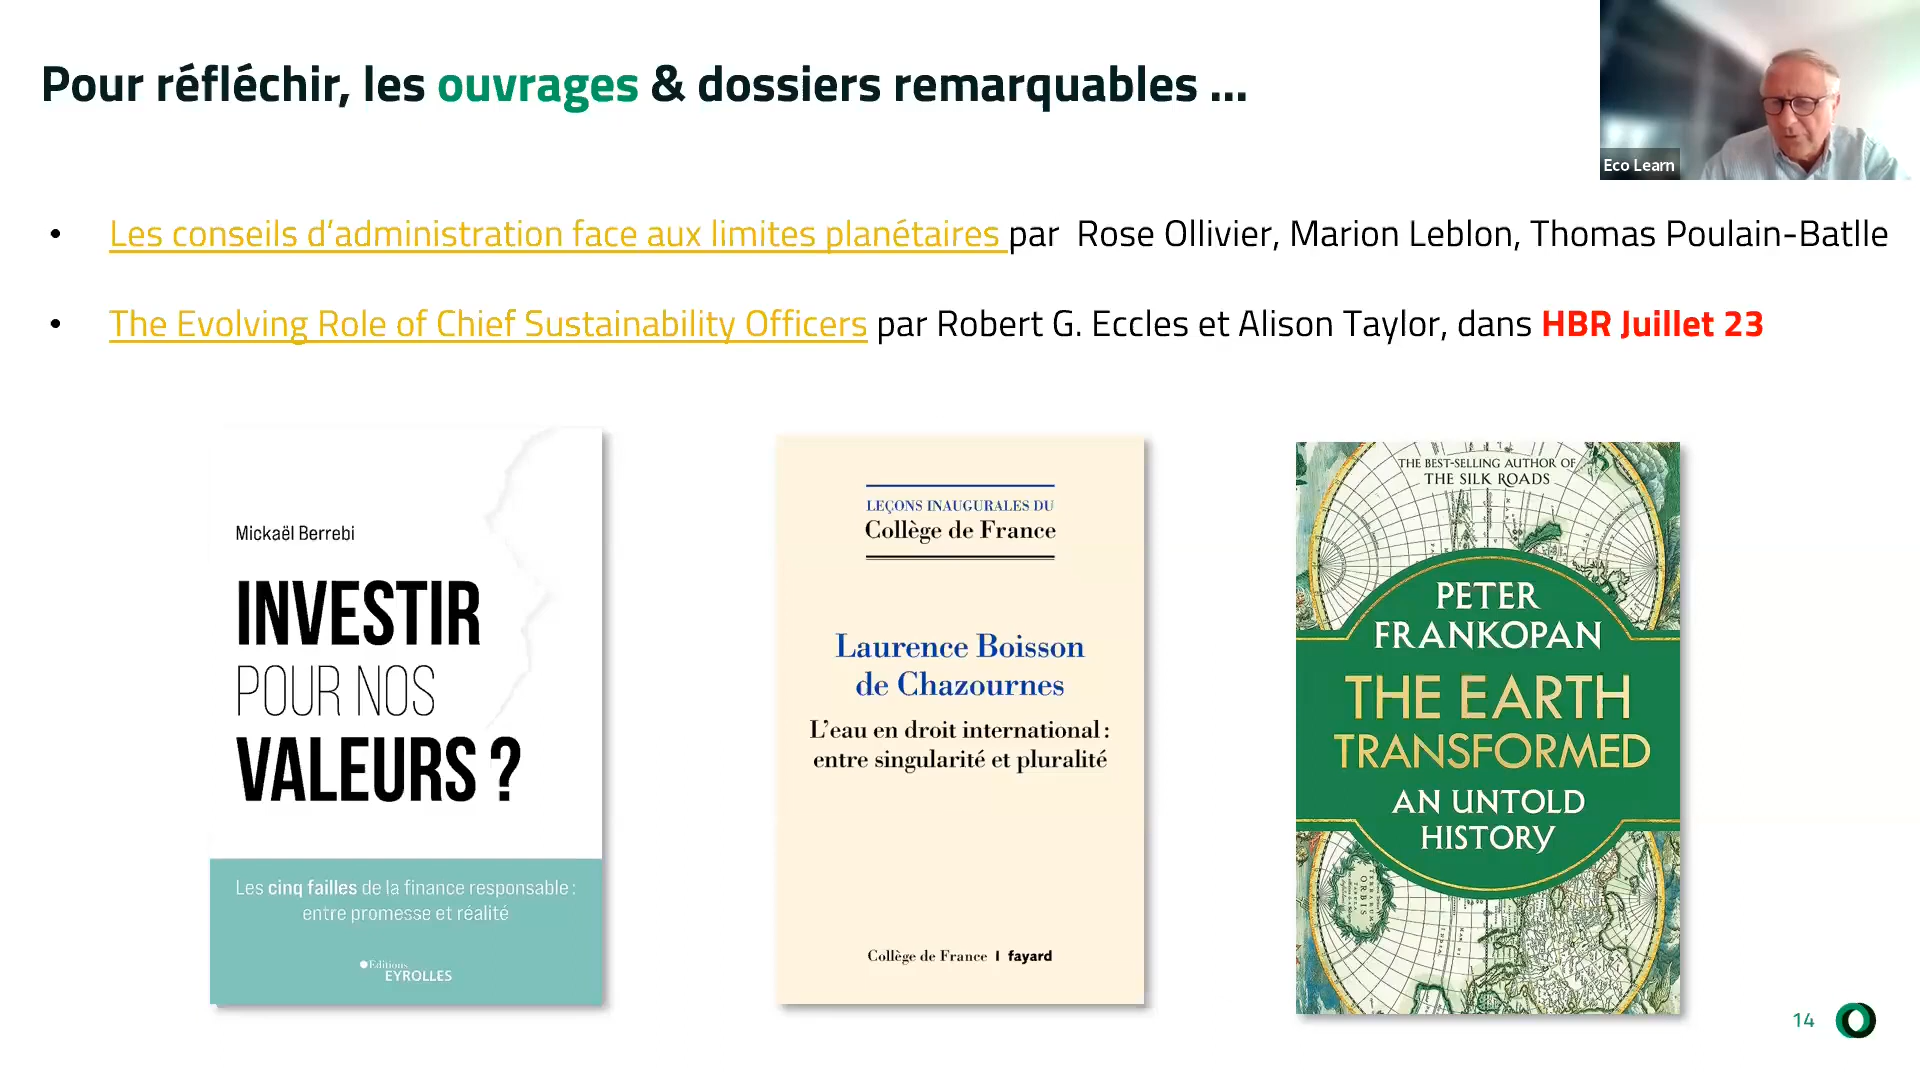 Pour réfléchir, les ouvrages & dossiers remarquables ...
Eco Learn
• Les conseils d’administration face aux limites planétaires par Rose Ollivier, Marion Leblon, Thomas Poulain-Batlle
• The Evolving Role of Chief Sustainability Officers par Robert G. Eccles et Alison Taylor, dans HBR Juillet 23
Mickaël Berrebi
INVESTIR
POUR NOS
VALEURS ?
Les cinq failles de la finance responsable :
entre promesse et réalité
Editions
EYROLLES
LEÇONS INAUGURALES DU
Collège de France
Laurence Boisson
de Chazournes
L’eau en droit international :
entre singularité et pluralité
Collège de France I fayard
THE BEST-SELLING AUTHOR OF
THE SILK ROADS
PETER
FRANKOPAN
THE EARTH
TRANSFORMED
AN UNTOLD
HISTORY
14